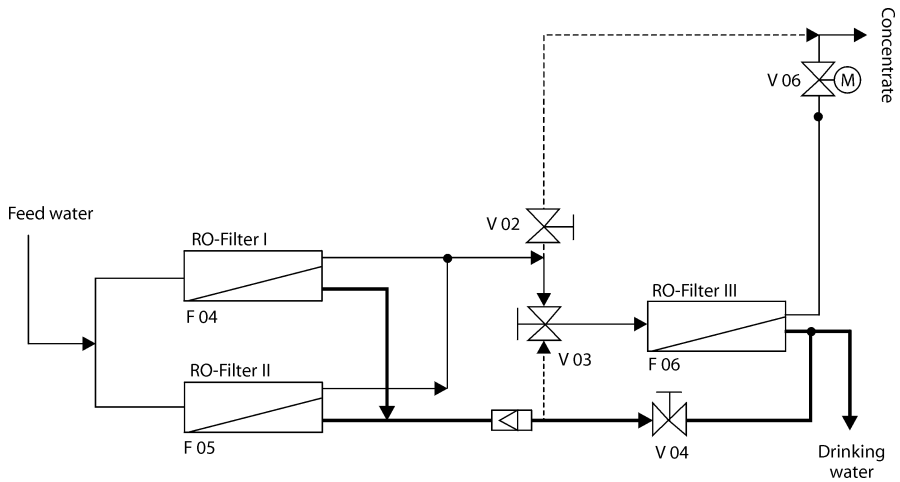 Concentrate
V 06
M
Feed water
V 02
RO-Filter I
F 04
RO-Filter III
V 03
F 06
RO-Filter II
F 05
V 04
Drinking
water